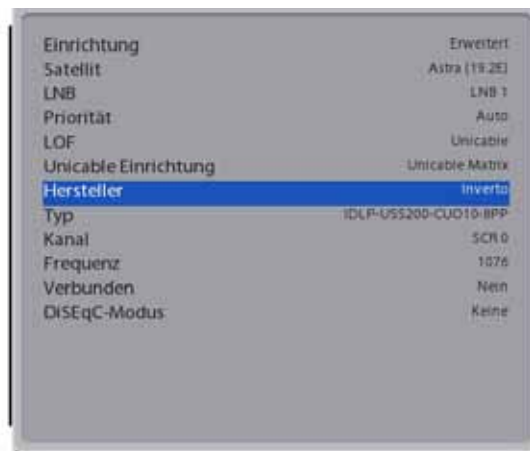 Einrichtung Erweitert
Satellit Astra (19.2E)
LNB LNB 1
Priorität Auto
LOF Unicable
Unicable Einrichtung Unicable Matrix
Hersteller Inverto
Typ IDLP-USS200-CUO10-8PP
Kanal SCR 0
Frequenz 1076
Verbunden Nein
DiSEqC-Modus Keine